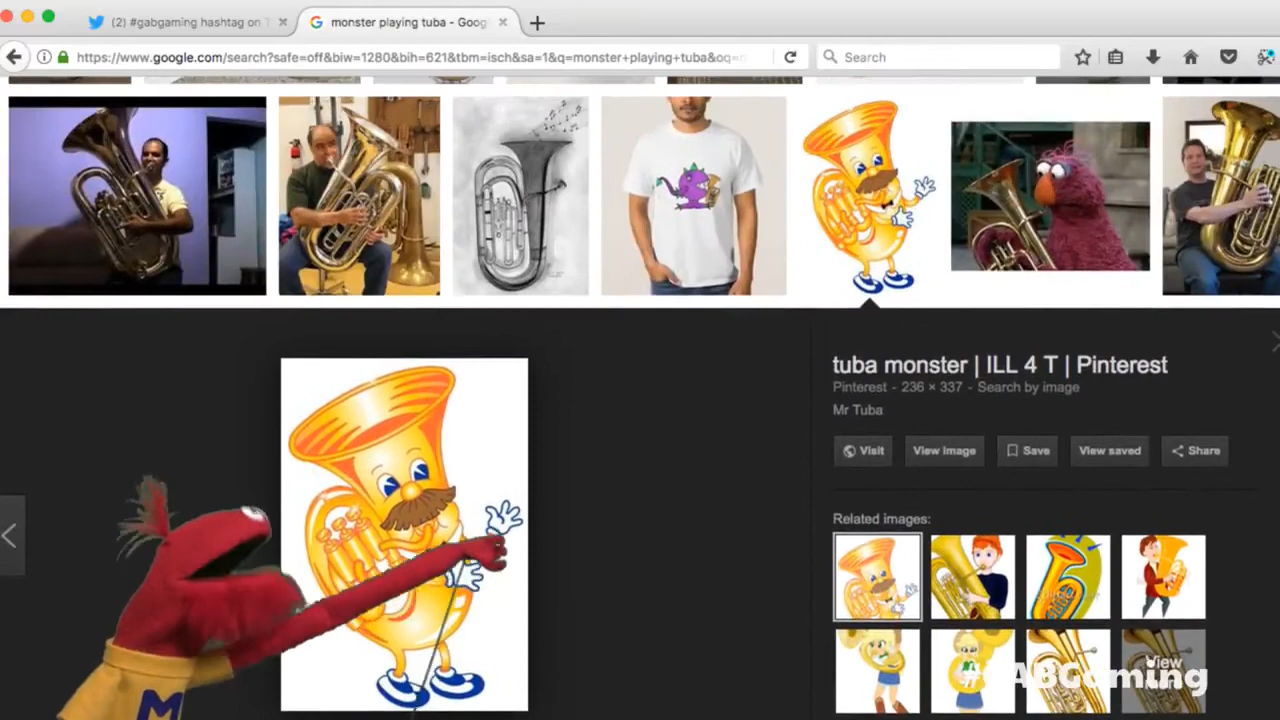 (2) #gabgaming hashtag on T
monster playing tuba - Goog
https://www.google.com/search?safe=off&biw=1280&bih=621&tbm=isch&sa=1&q=monster+playing+tuba&oq=m
Search
tuba monster | ILL 4 T | Pinterest
Pinterest - 236 × 337 - Search by image
Mr Tuba
Visit
View image
Save
View saved
Share
Related images:
View
M